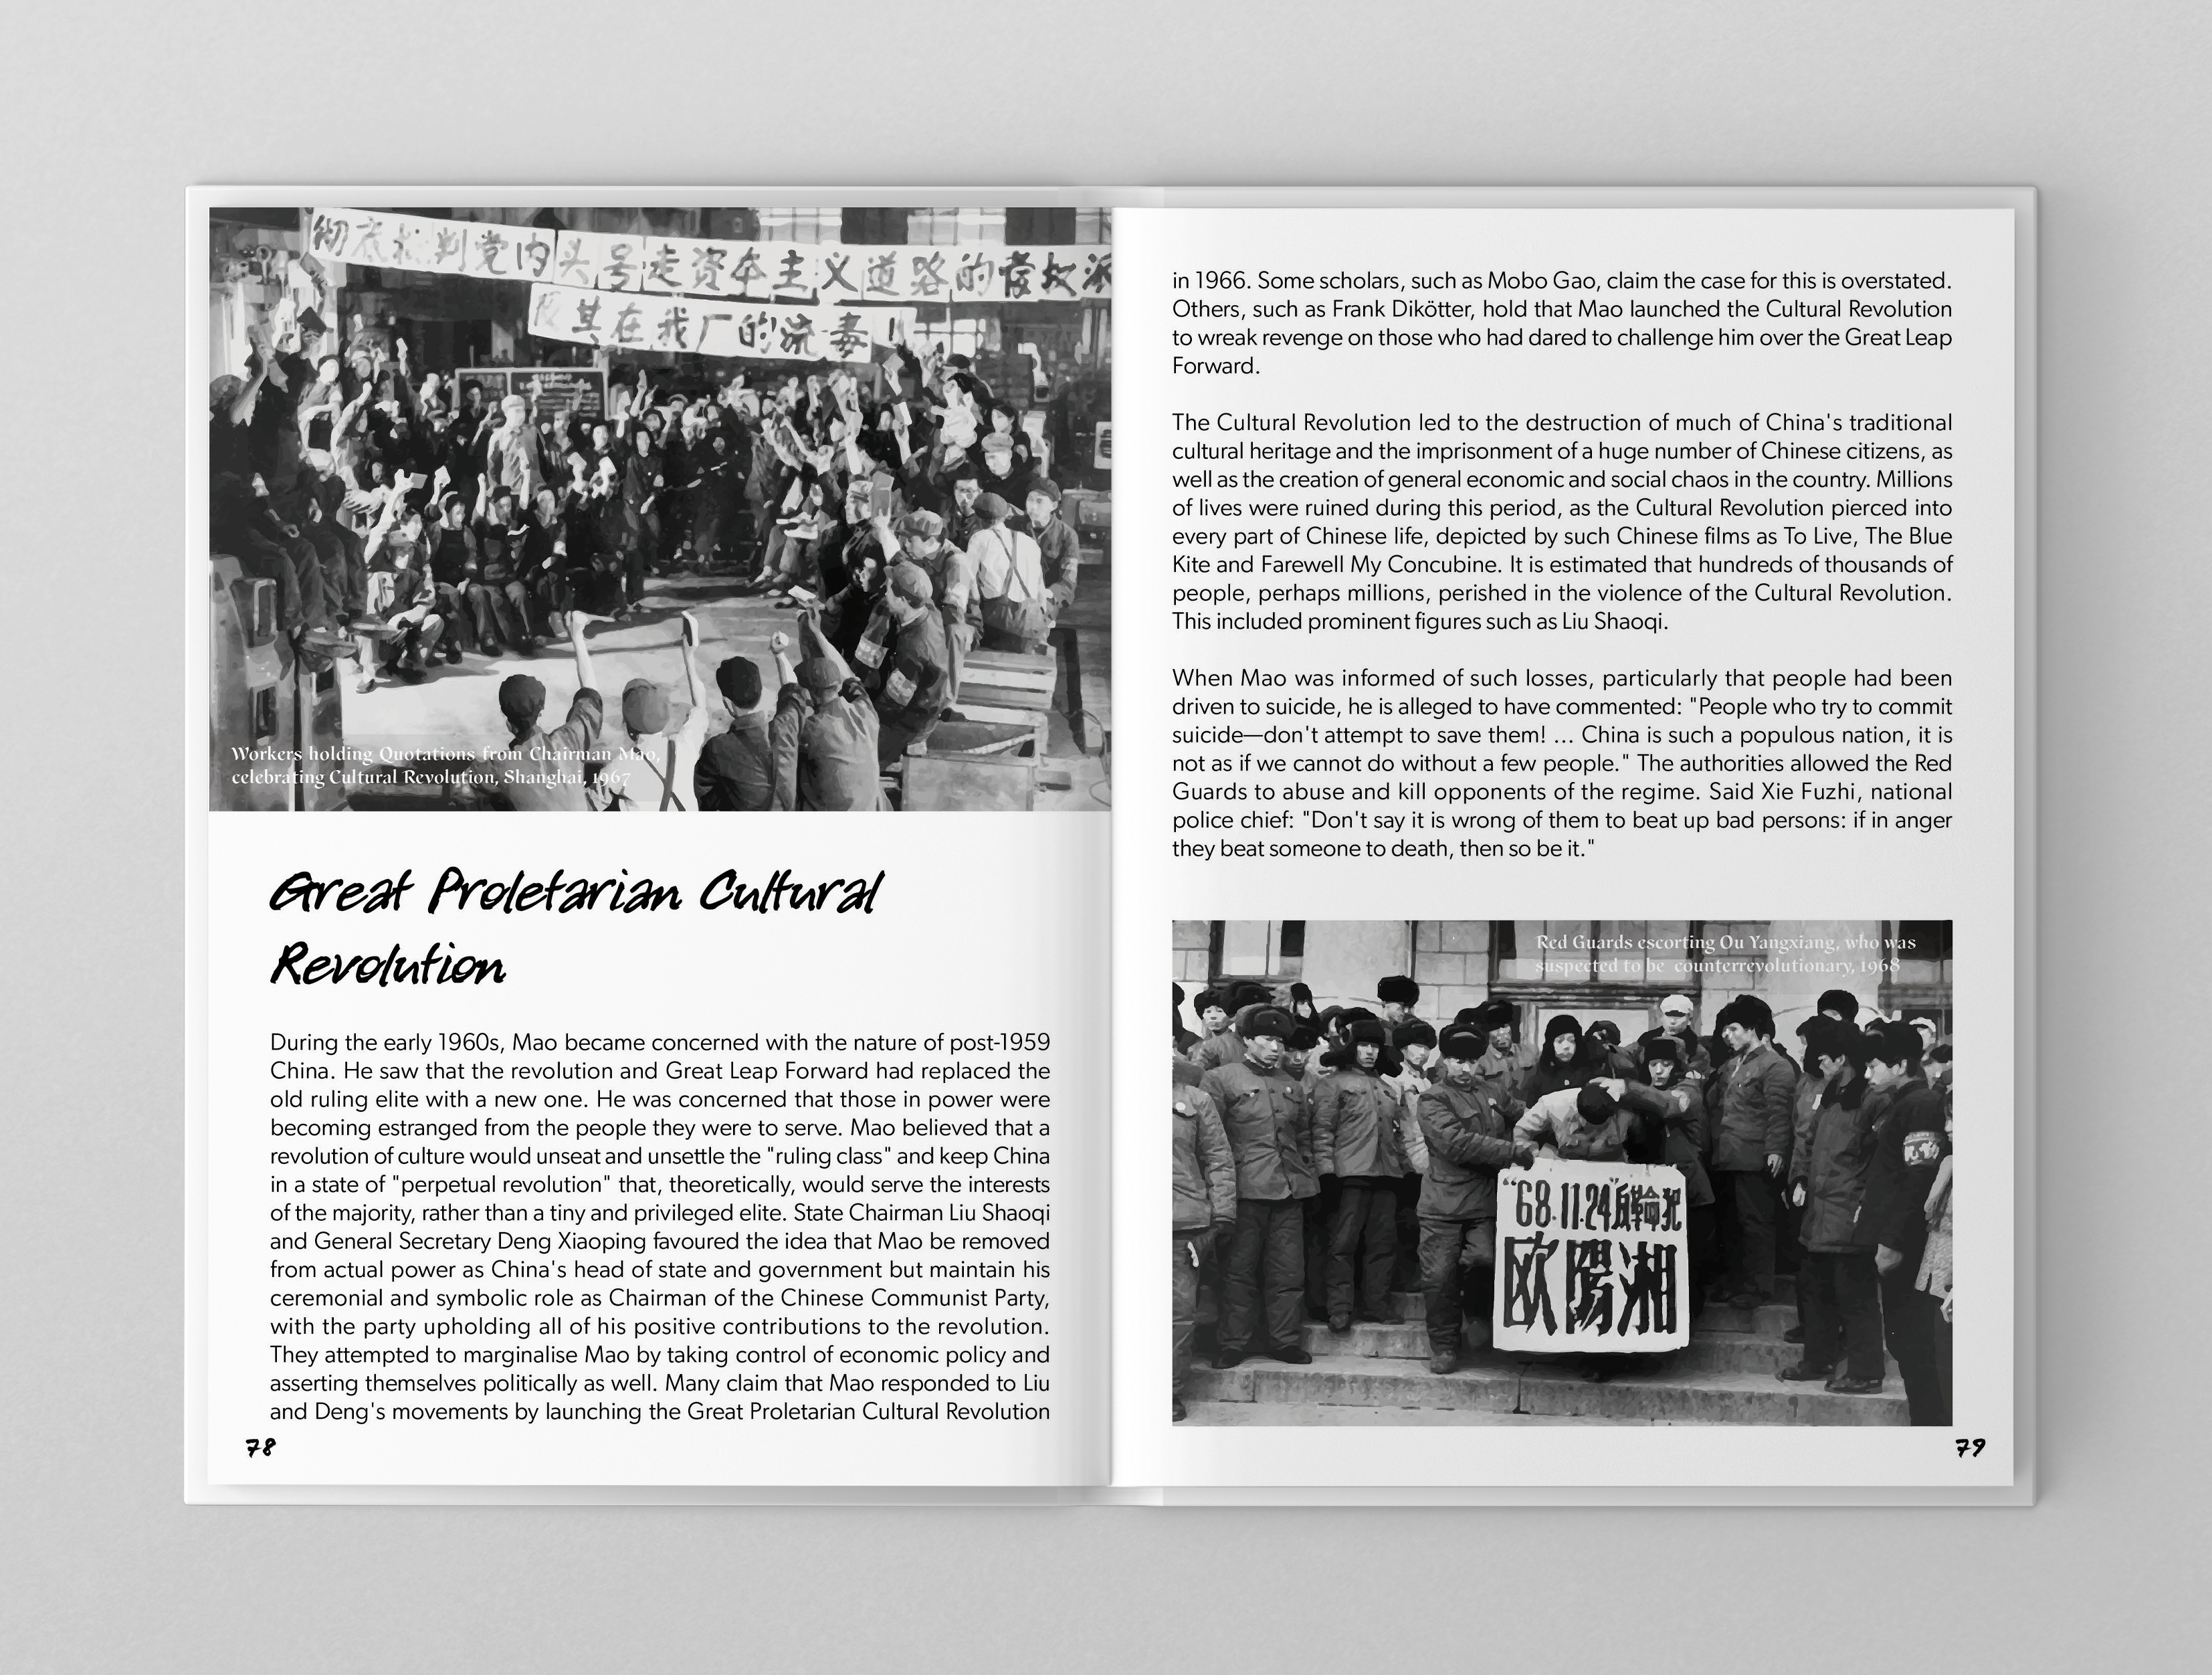 彻底批判党内头号走资本主义道路的当权派
及其在我厂的流毒
Workers holding Quotations from Chairman Mao,
celebrating Cultural Revolution, Shanghai, 1967
Great Proletarian Cultural
Revolution
During the early 1960s, Mao became concerned with the nature of post-1959
China. He saw that the revolution and Great Leap Forward had replaced the
old ruling elite with a new one. He was concerned that those in power were
becoming estranged from the people they were to serve. Mao believed that a
revolution of culture would unseat and unsettle the "ruling class" and keep China
in a state of "perpetual revolution" that, theoretically, would serve the interests
of the majority, rather than a tiny and privileged elite. State Chairman Liu Shaoqi
and General Secretary Deng Xiaoping favoured the idea that Mao be removed
from actual power as China's head of state and government but maintain his
ceremonial and symbolic role as Chairman of the Chinese Communist Party,
with the party upholding all of his positive contributions to the revolution.
They attempted to marginalise Mao by taking control of economic policy and
asserting themselves politically as well. Many claim that Mao responded to Liu
and Deng's movements by launching the Great Proletarian Cultural Revolution
78
in 1966. Some scholars, such as Mobo Gao, claim the case for this is overstated.
Others, such as Frank Dikötter, hold that Mao launched the Cultural Revolution
to wreak revenge on those who had dared to challenge him over the Great Leap
Forward.
The Cultural Revolution led to the destruction of much of China's traditional
cultural heritage and the imprisonment of a huge number of Chinese citizens, as
well as the creation of general economic and social chaos in the country. Millions
of lives were ruined during this period, as the Cultural Revolution pierced into
every part of Chinese life, depicted by such Chinese films as To Live, The Blue
Kite and Farewell My Concubine. It is estimated that hundreds of thousands of
people, perhaps millions, perished in the violence of the Cultural Revolution.
This included prominent figures such as Liu Shaoqi.
When Mao was informed of such losses, particularly that people had been
driven to suicide, he is alleged to have commented: "People who try to commit
suicide—don't attempt to save them! ... China is such a populous nation, it is
not as if we cannot do without a few people." The authorities allowed the Red
Guards to abuse and kill opponents of the regime. Said Xie Fuzhi, national
police chief: "Don't say it is wrong of them to beat up bad persons: if in anger
they beat someone to death, then so be it."
Red Guards escorting Ou Yangxiang, who was
suspected to be counterrevolutionary, 1968
“68.11.24”反革命犯
欧陽湘
79